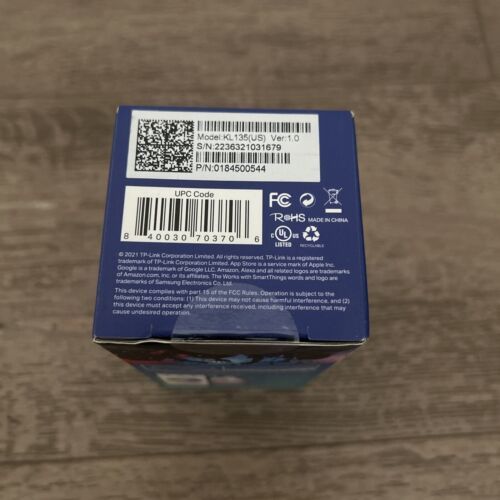 Model:KL135(US) Ver:1.0
S/N:2236321031679
P/N:0184500544
UPC Code
8 40030 70370 6
FC
RoHS MADE IN CHINA
C UL US
LISTED
RECYCLABLE
© 2021 TP-Link Corporation Limited. All rights reserved. TP-Link is a registered
trademark of TP-Link Corporation Limited. App Store is a service mark of Apple Inc.
Google is a trademark of Google LLC. Amazon, Alexa and all related logos are trademarks
of Amazon.com, Inc. or its affiliates. The Works with SmartThings works and logo are
trademarks of Samsung Electronics Co., Ltd.
This device complies with part 15 of the FCC Rules. Operation is subject to the
following two conditions: (1) This device may not cause harmful interference, and (2)
this device must accept any interference received, including interference that may
cause undesired operation.